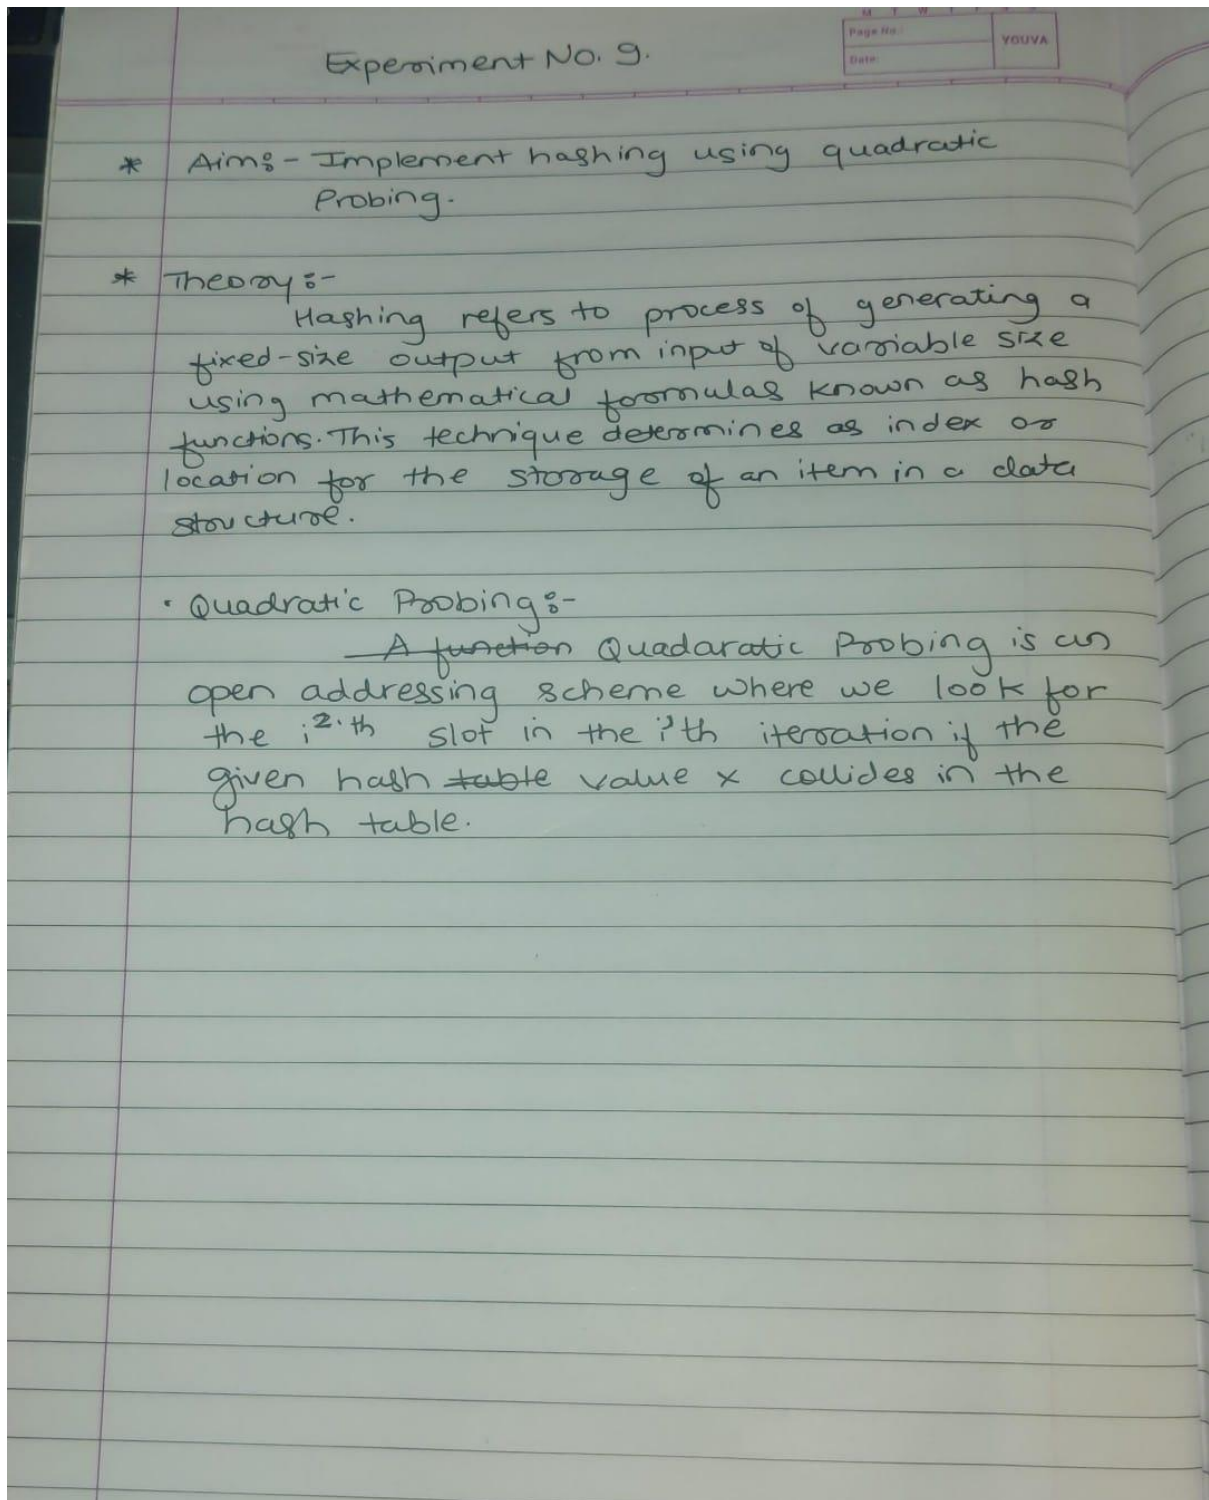 M T W T F S
Page No.:
YOUVA
Date:
Experiment No. 9.
* Aim:- Implement hashing using quadratic
Probing.
* Theory:-
Hashing refers to process of generating a
fixed-size output from input of variable size
using mathematical formulas known as hash
functions. This technique determines as index or
location for the storage of an item in a data
structure.
• Quadratic Probing:-
A function Quadaratic Probing is an
open addressing scheme where we look for
the i²'th slot in the i'th iteration if the
given hash table value x collides in the
hash table.